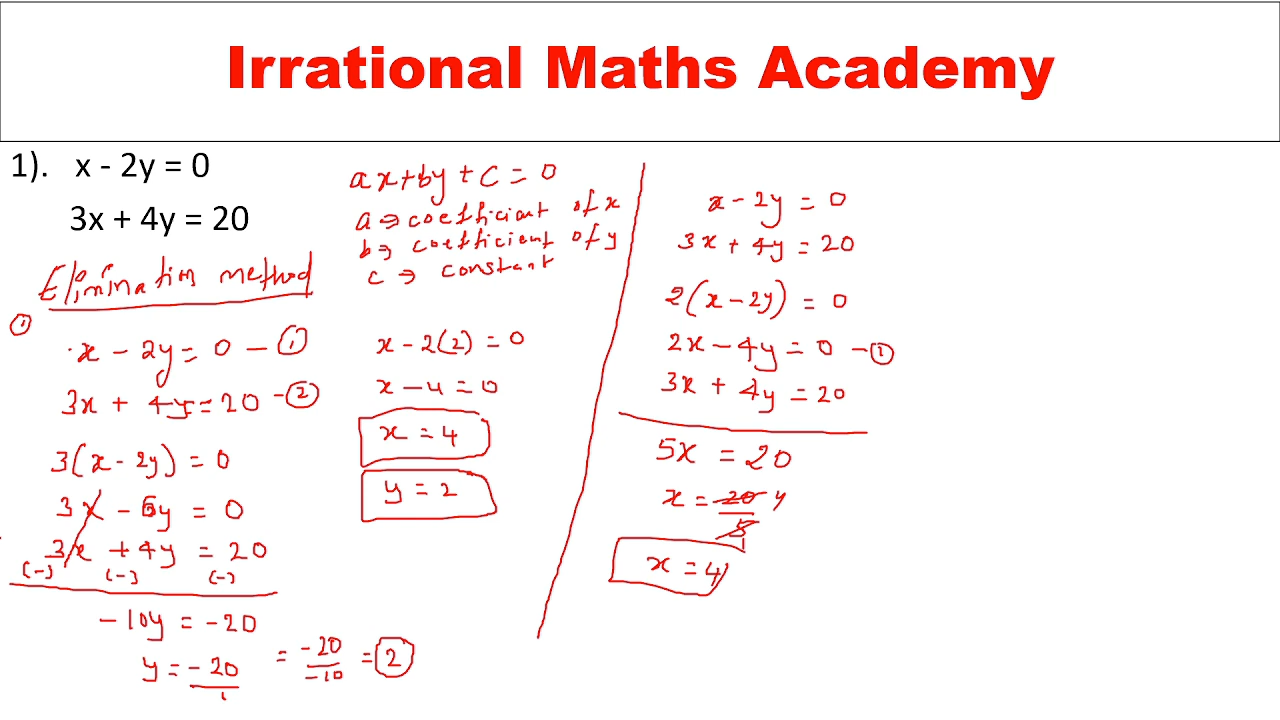 Irrational Maths Academy
1). x - 2y = 0
3x + 4y = 20
Elimination method
①
x - 2y = 0 - ①
3x + 4y = 20 - ②
3(x - 2y) = 0
3x - 6y = 0
3x + 4y = 20
(-) (-) (-)
- 10y = - 20
y = - 20 / 1 = - 20 / - 10 = 2
ax + by + c = 0
a ⇒ coefficient of x
b ⇒ coefficient of y
c ⇒ constant
x - 2(2) = 0
x - 4 = 0
x = 4
y = 2
x - 2y = 0
3x + 4y = 20
2(x - 2y) = 0
2x - 4y = 0 - ①
3x + 4y = 20
5x = 20
x = 20 4 / 5 1
x = 4